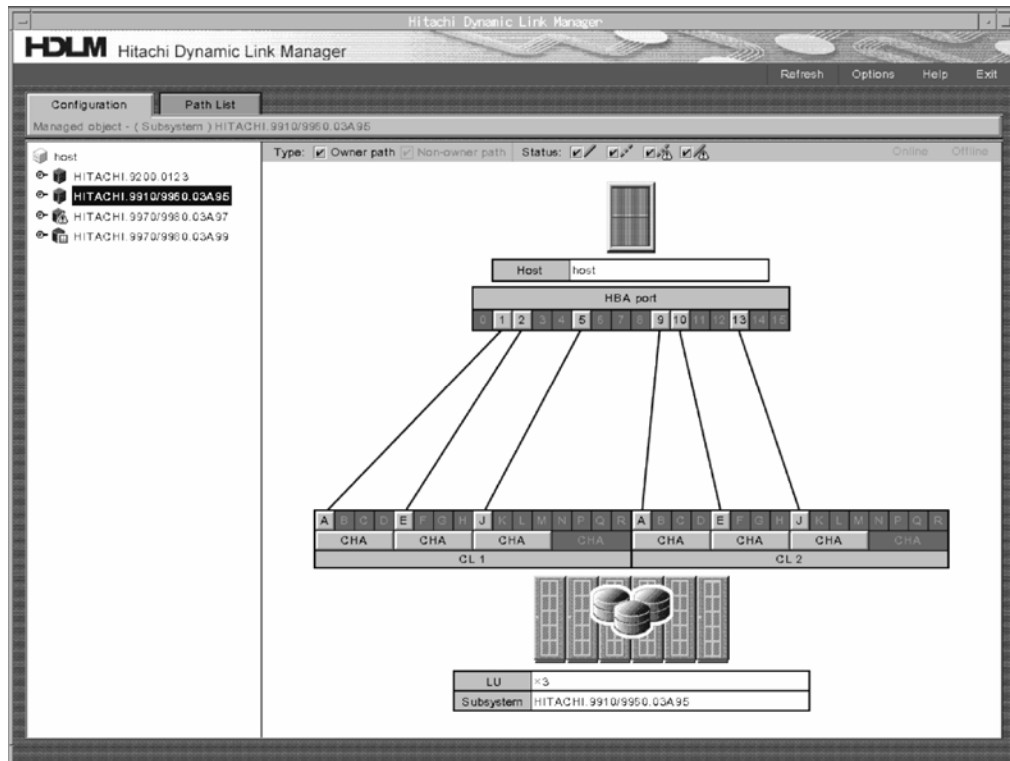 Hitachi Dynamic Link Manager
HDLM Hitachi Dynamic Link Manager
Refresh Options Help Exit
Configuration Path List
Managed object - ( Subsystem ) HITACHI.9910/9950.03A95
host
HITACHI.9200.0123
HITACHI.9910/9950.03A95
HITACHI.9970/9980.03A97
HITACHI.9970/9980.03A99
Type: Owner path Non-owner path Status: Online Offline
Host host
HBA port
0 1 2 3 4 5 6 7 8 9 10 11 12 13 14 15
A B C D E F G H J K L M N P Q R A B C D E F G H J K L M N P Q R
CHA CHA CHA CHA CHA CHA CHA CHA
CL 1 CL 2
LU ×3
Subsystem HITACHI.9910/9950.03A95